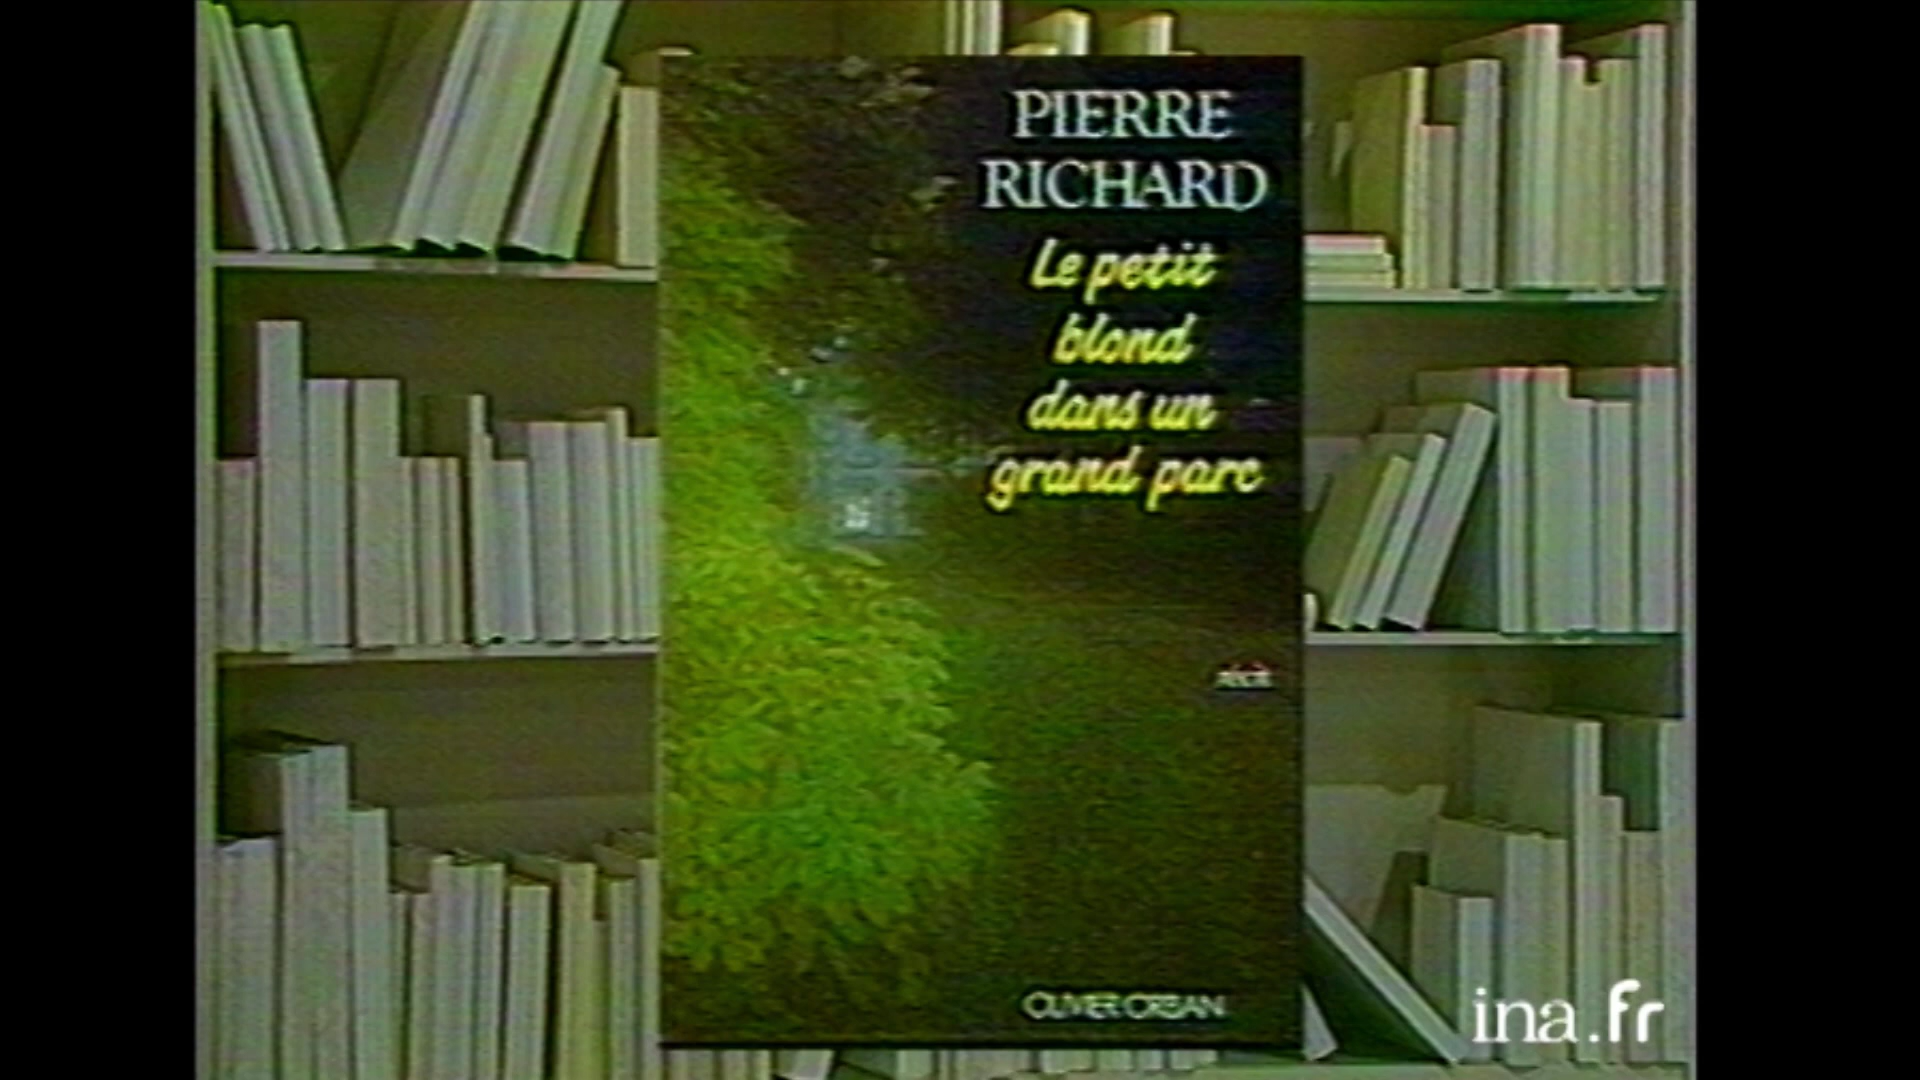 PIERRE
RICHARD
Le petit
blond
dans un
grand parc
récit
OLIVIER ORBAN
ina.fr